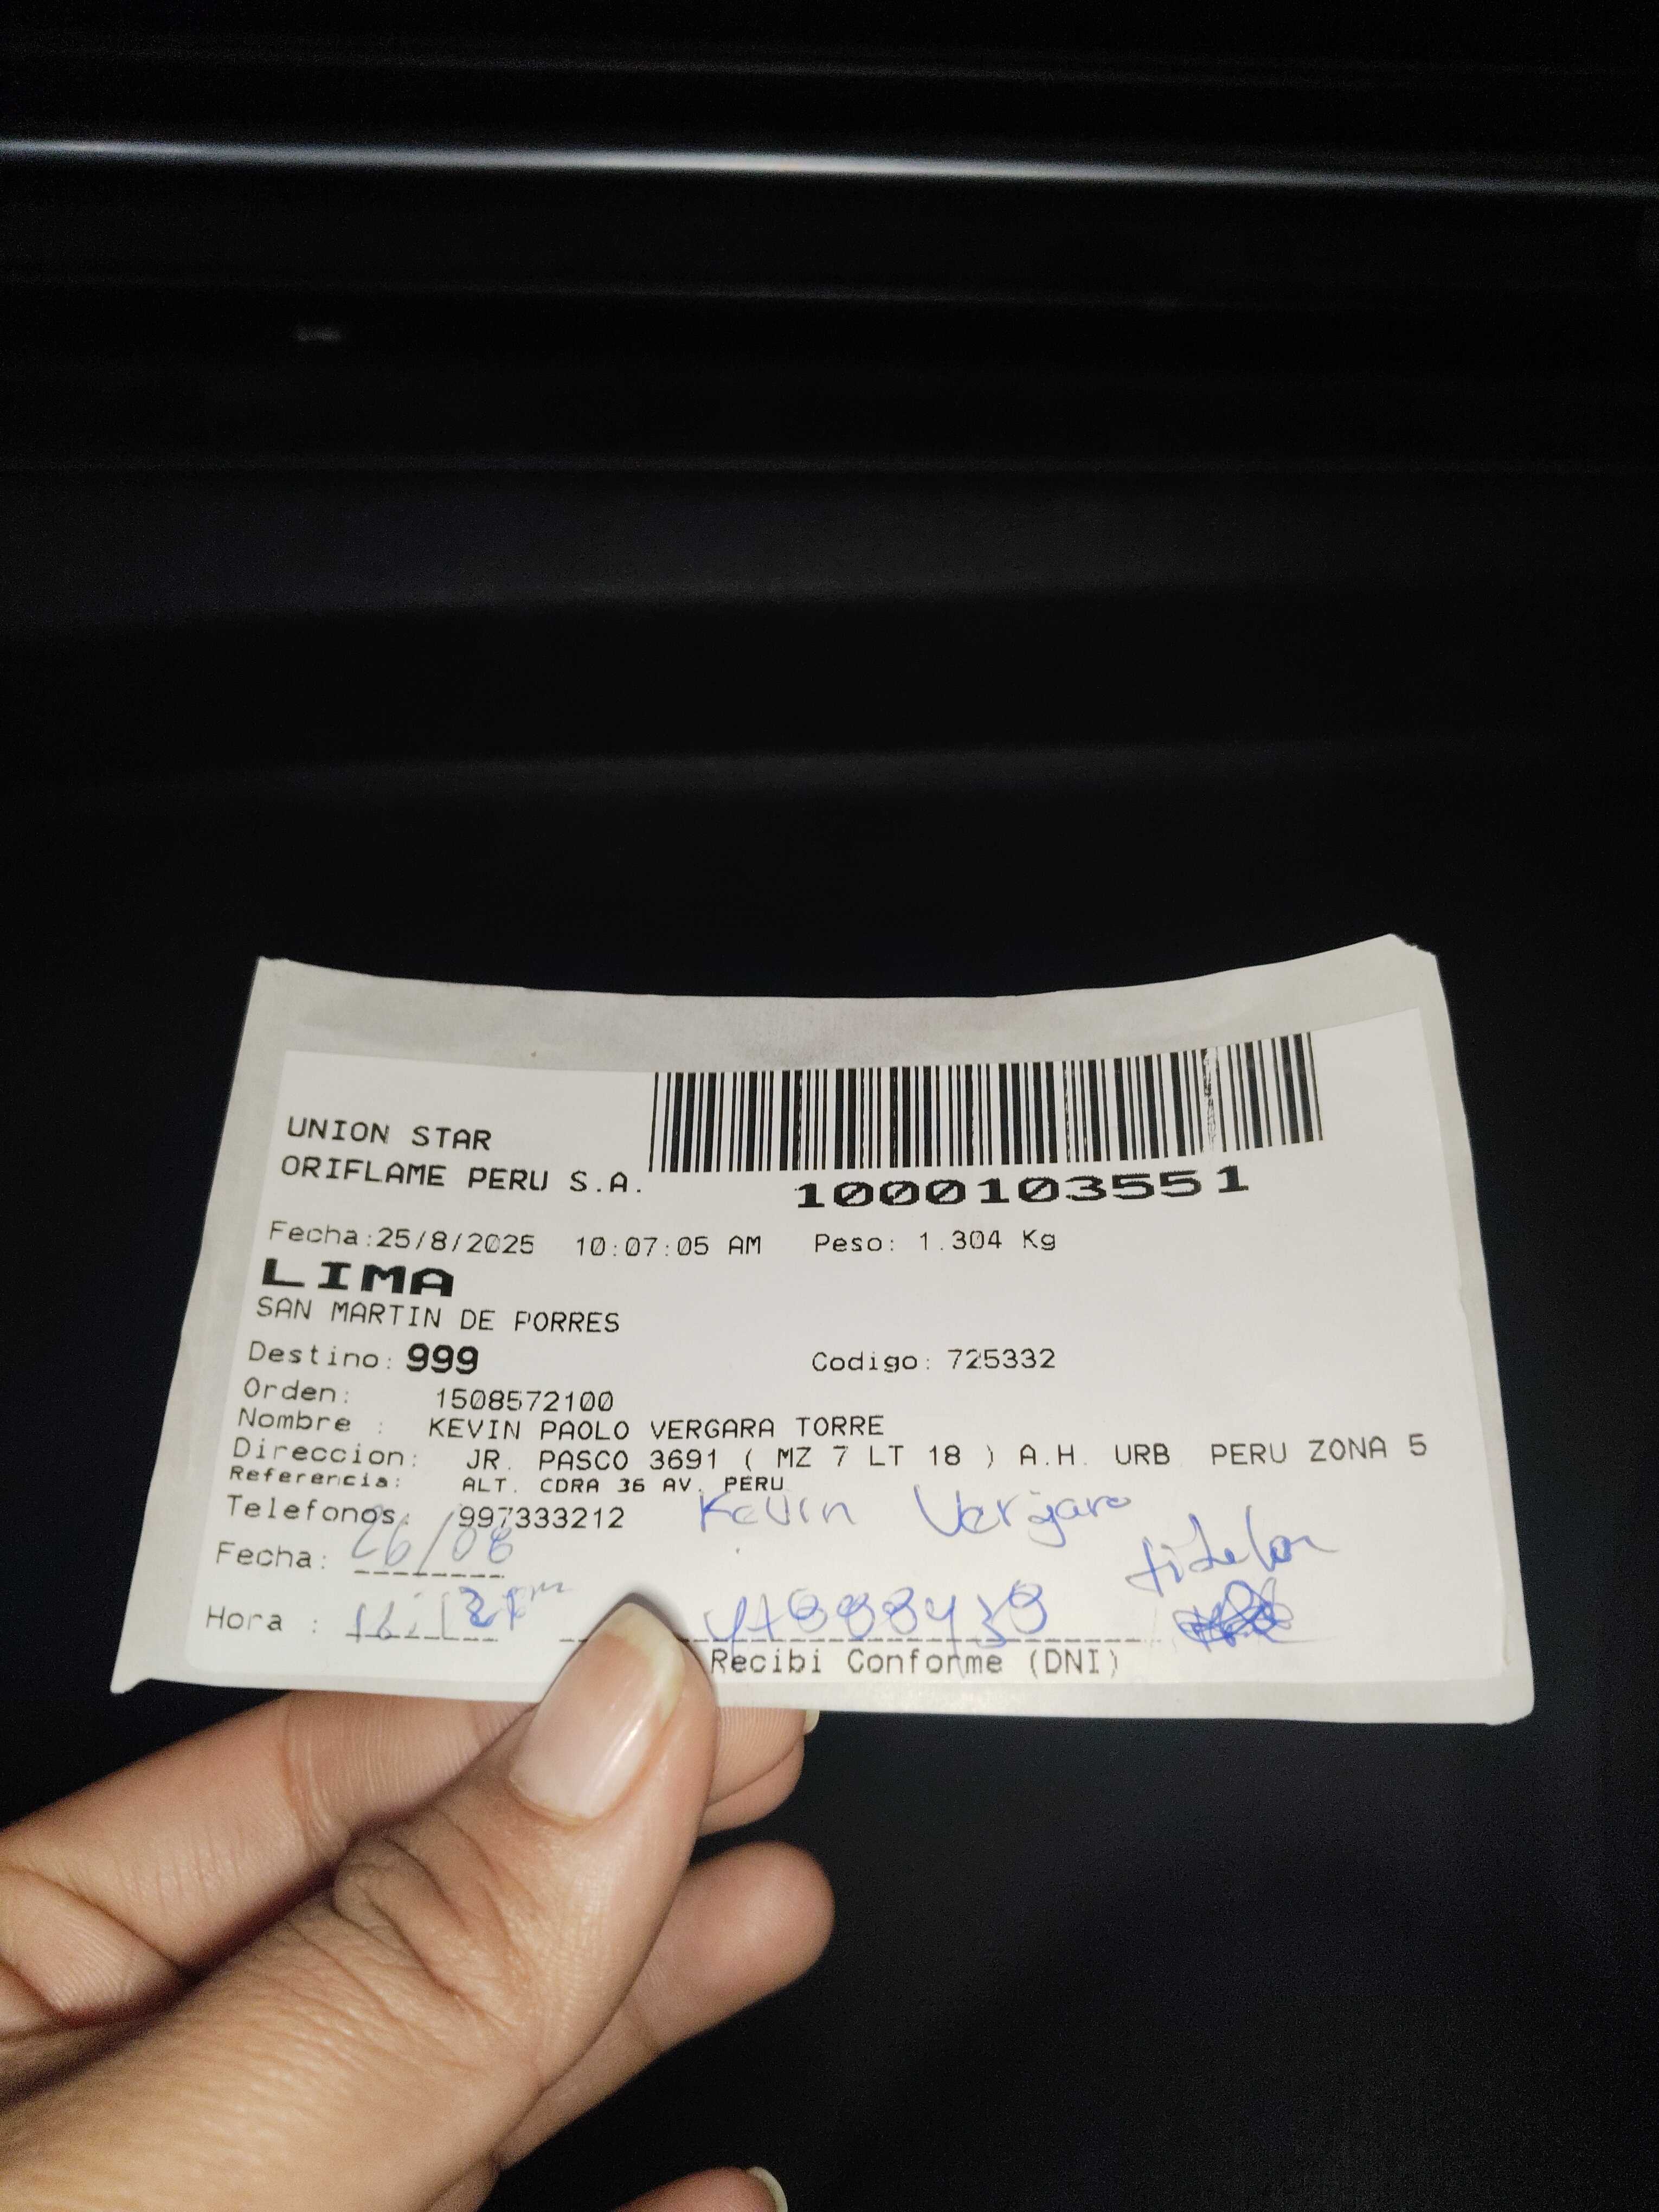 UNION STAR
ORIFLAME PERU S.A.
1000103551
Fecha:25/8/2025 10:07:05 AM Peso: 1.304 Kg
LIMA
SAN MARTIN DE PORRES
Destino: 999 Codigo: 725332
Orden: 1508572100
Nombre : KEVIN PAOLO VERGARA TORRE
Direccion: JR. PASCO 3691 ( MZ 7 LT 18 ) A.H. URB PERU ZONA 5
Referencia: ALT. CDRA 36 AV. PERU
Telefonos: 997333212 Kevin Vergara
Fecha: 26/08
Hora :
Recibi Conforme (DNI)